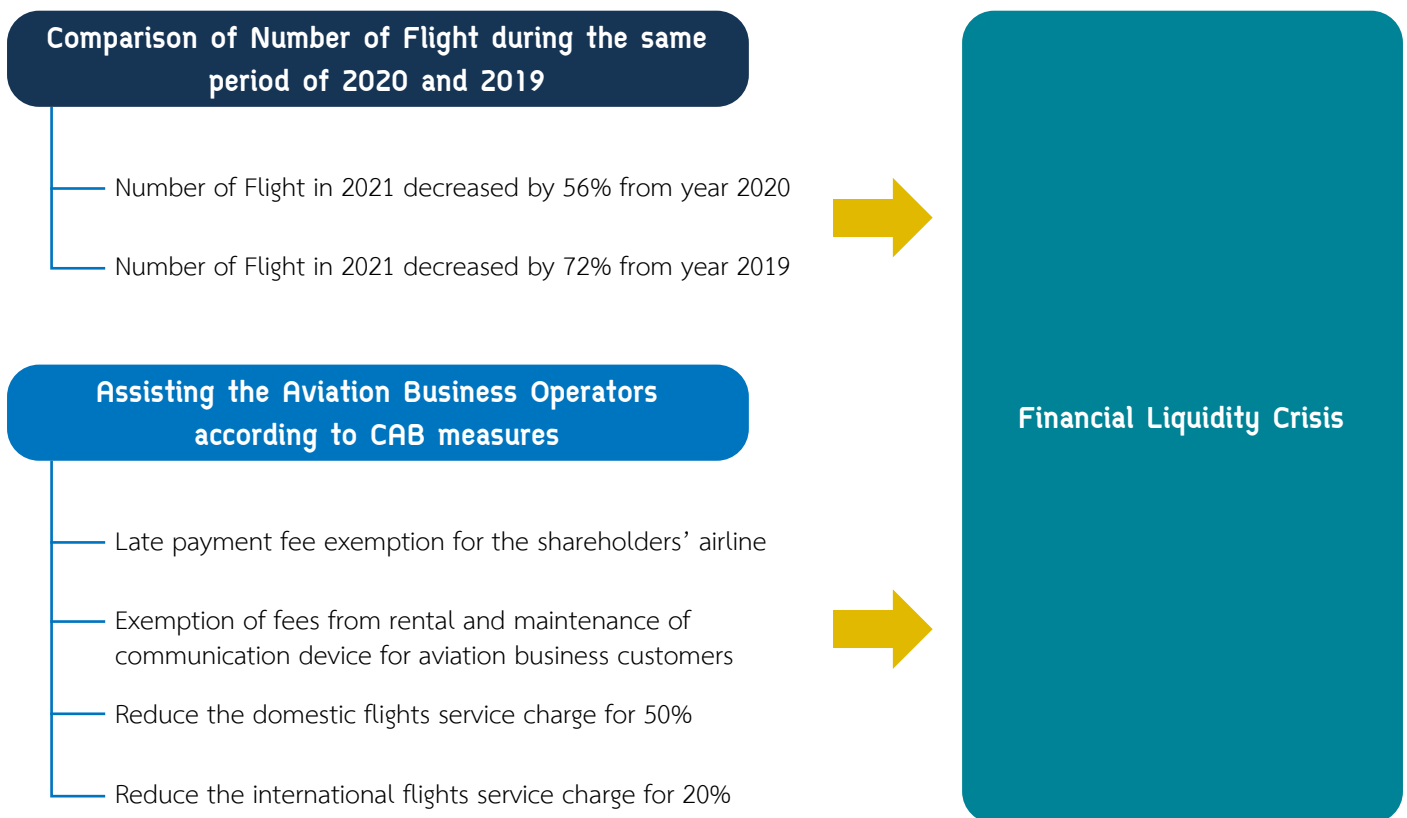 Comparison of Number of Flight during the same
period of 2020 and 2019
Number of Flight in 2021 decreased by 56% from year 2020
Number of Flight in 2021 decreased by 72% from year 2019
Assisting the Aviation Business Operators
according to CAB measures
Late payment fee exemption for the shareholders’ airline
Exemption of fees from rental and maintenance of
communication device for aviation business customers
Reduce the domestic flights service charge for 50%
Reduce the international flights service charge for 20%
Financial Liquidity Crisis